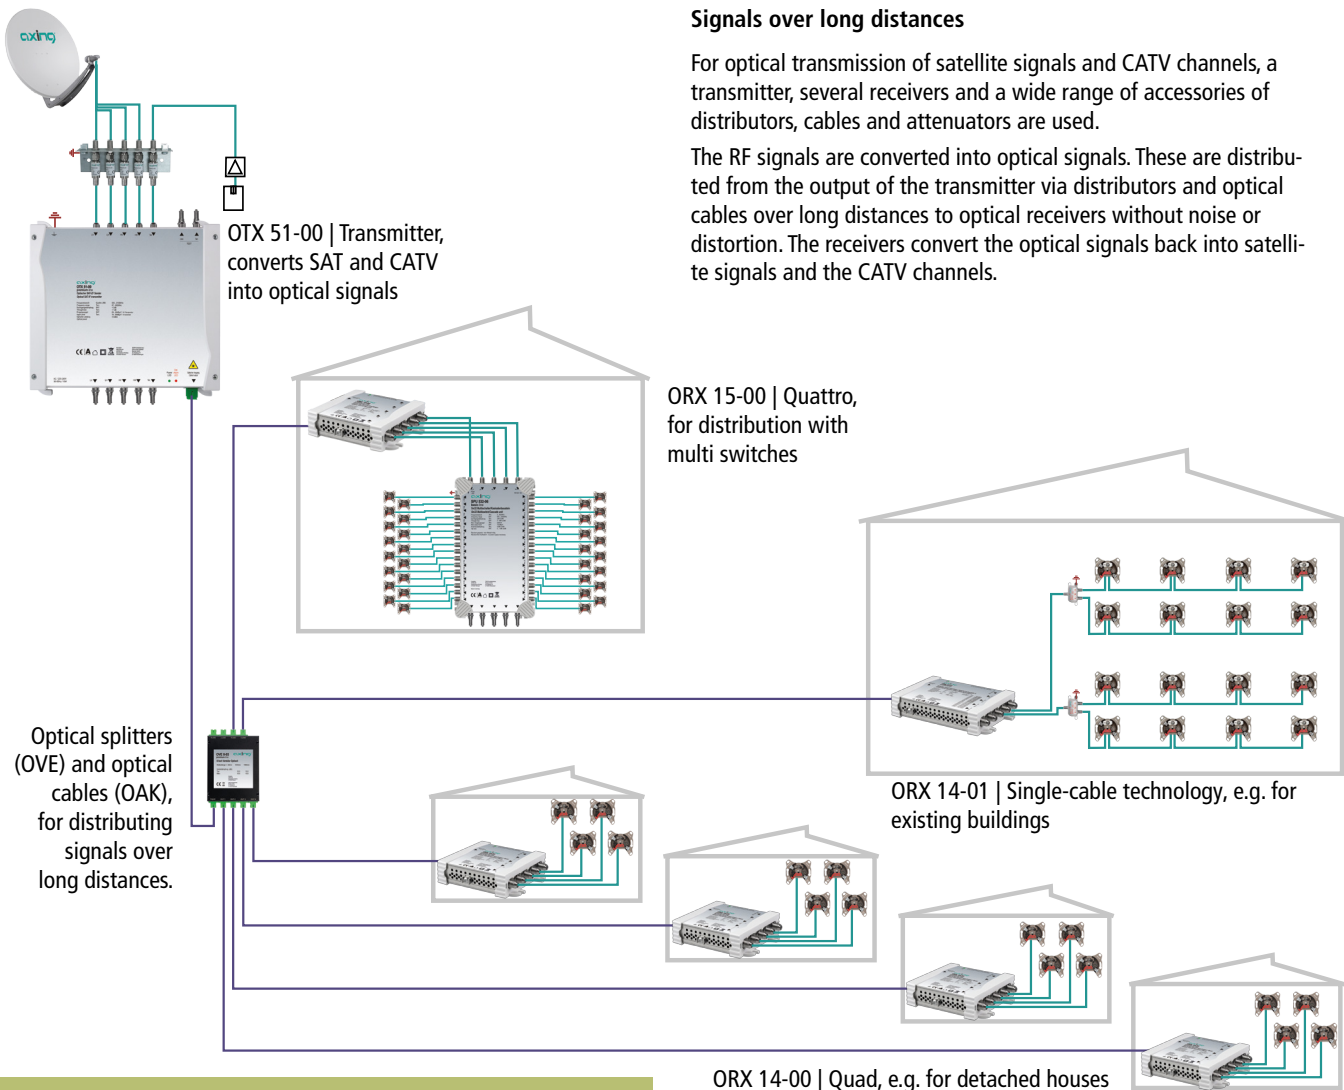 axing
Signals over long distances
For optical transmission of satellite signals and CATV channels, a
transmitter, several receivers and a wide range of accessories of
distributors, cables and attenuators are used.
The RF signals are converted into optical signals. These are distribu-
ted from the output of the transmitter via distributors and optical
cables over long distances to optical receivers without noise or
distortion. The receivers convert the optical signals back into satelli-
te signals and the CATV channels.
OTX 51-00 | Transmitter,
converts SAT and CATV
into optical signals
axing
ORX 15-00 | Quattro,
for distribution with
multi switches
axing
Optical splitters
(OVE) and optical
cables (OAK),
for distributing
signals over
long distances.
ORX 14-01 | Single-cable technology, e.g. for
existing buildings
ORX 14-00 | Quad, e.g. for detached houses